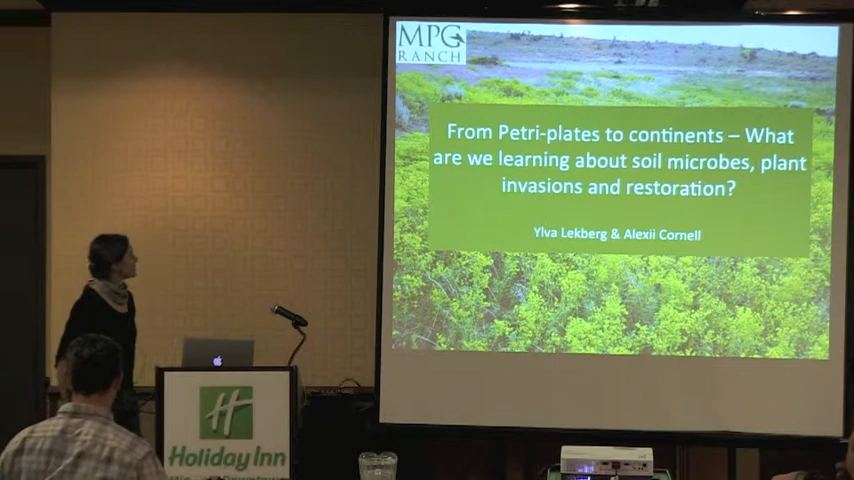 MPG
RANCH
From Petri-plates to continents – What
are we learning about soil microbes, plant
invasions and restoration?
Ylva Lekberg & Alexii Cornell
H
Holiday Inn